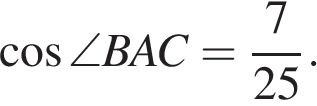 cos ∠BAC = 7/25.